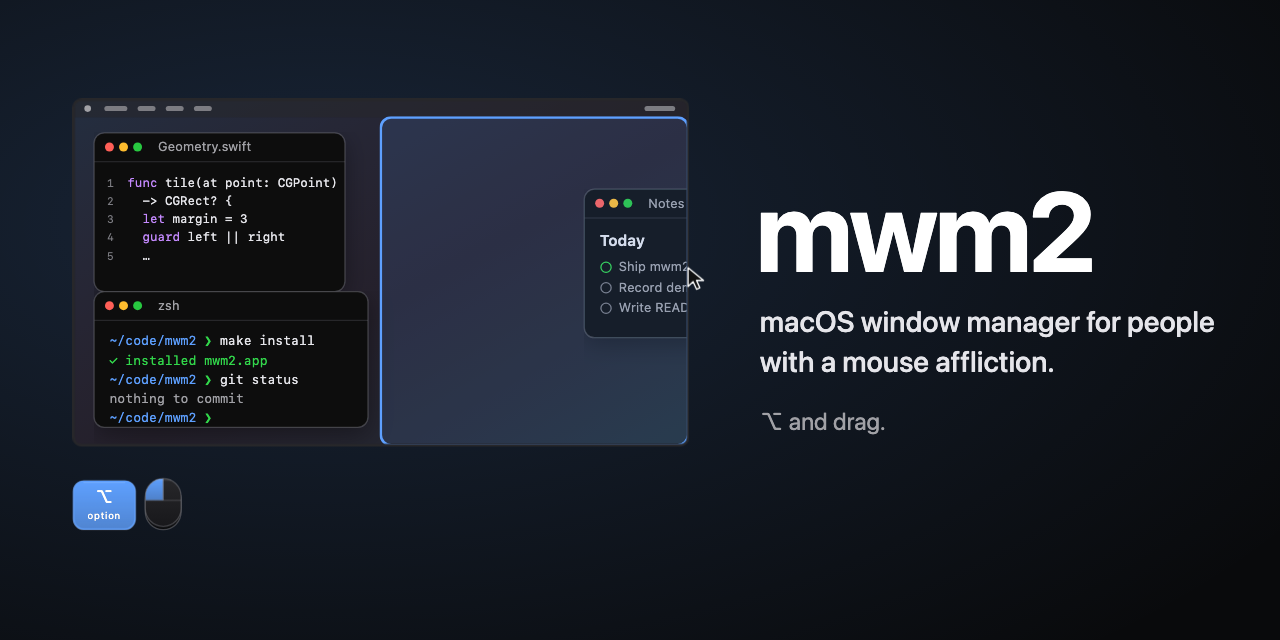 Geometry.swift
1 func tile(at point: CGPoint)
2 -> CGRect? {
3 let margin = 3
4 guard left || right
5 …
zsh
~/code/mwm2 ❯ make install
✓ installed mwm2.app
~/code/mwm2 ❯ git status
nothing to commit
~/code/mwm2 ❯
Notes
Today
Ship mwm2
Record der
Write READ
⌥
option
mwm2
macOS window manager for people
with a mouse affliction.
⌥ and drag.